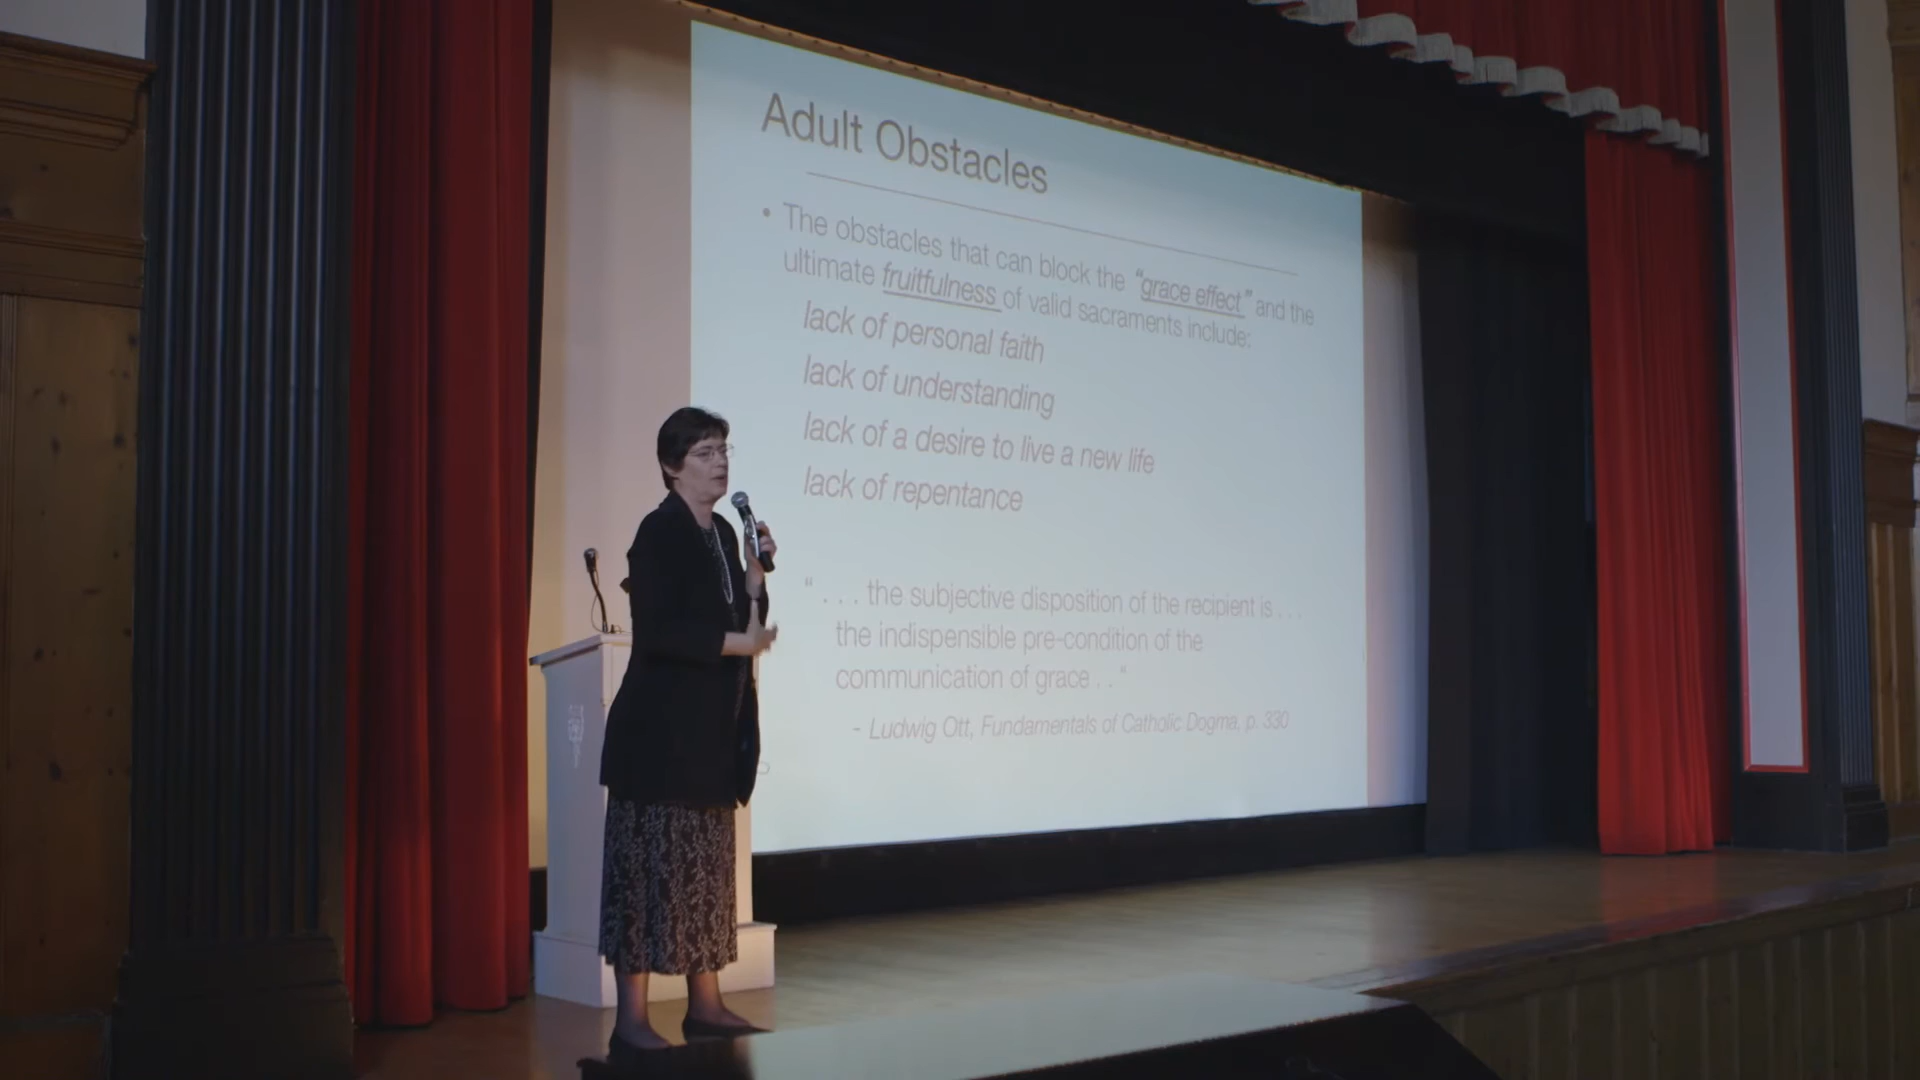 Adult Obstacles
• The obstacles that can block the "grace effect" and the
ultimate fruitfulness of valid sacraments include:
lack of personal faith
lack of understanding
lack of a desire to live a new life
lack of repentance
" . . . the subjective disposition of the recipient is . . .
the indispensible pre-condition of the
communication of grace . . "
- Ludwig Ott, Fundamentals of Catholic Dogma, p. 330